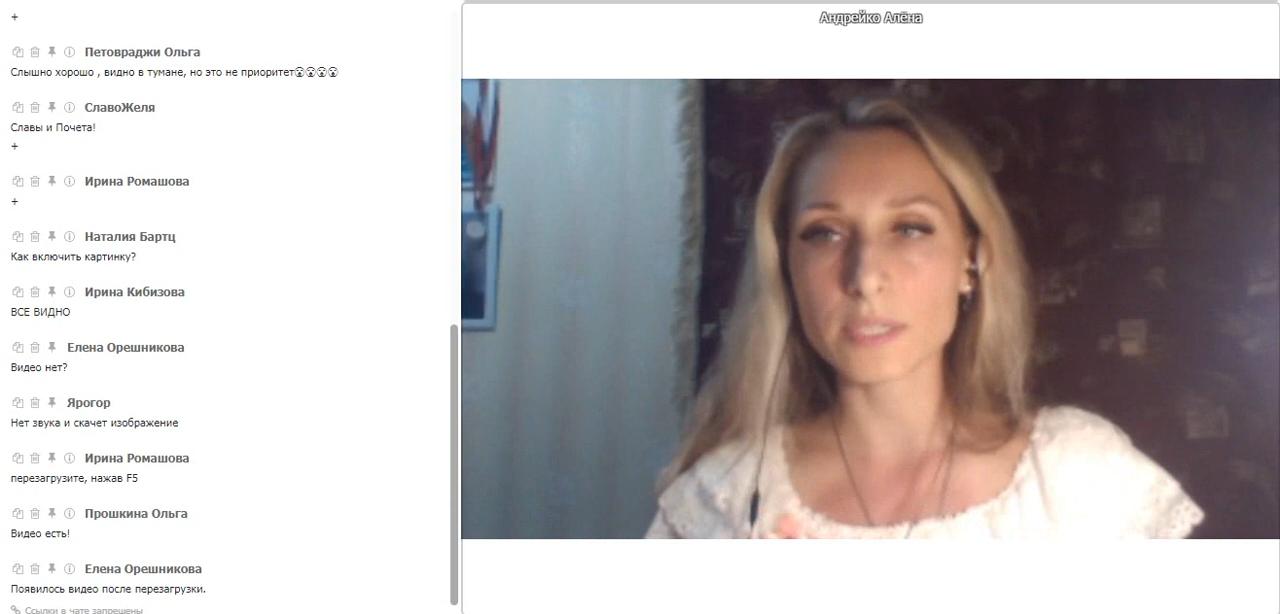 +
Петовраджи Ольга
Слышно хорошо , видно в тумане, но это не приоритет😮😮😮😮
СлавоЖеля
Славы и Почета!
+
Ирина Ромашова
+
Наталия Бартц
Как включить картинку?
Ирина Кибизова
ВСЕ ВИДНО
Елена Орешникова
Видео нет?
Ярогор
Нет звука и скачет изображение
Ирина Ромашова
перезагрузите, нажав F5
Прошкина Ольга
Видео есть!
Елена Орешникова
Появилось видео после перезагрузки.
Ссылки в чате запрещены
Андрейко Алёна